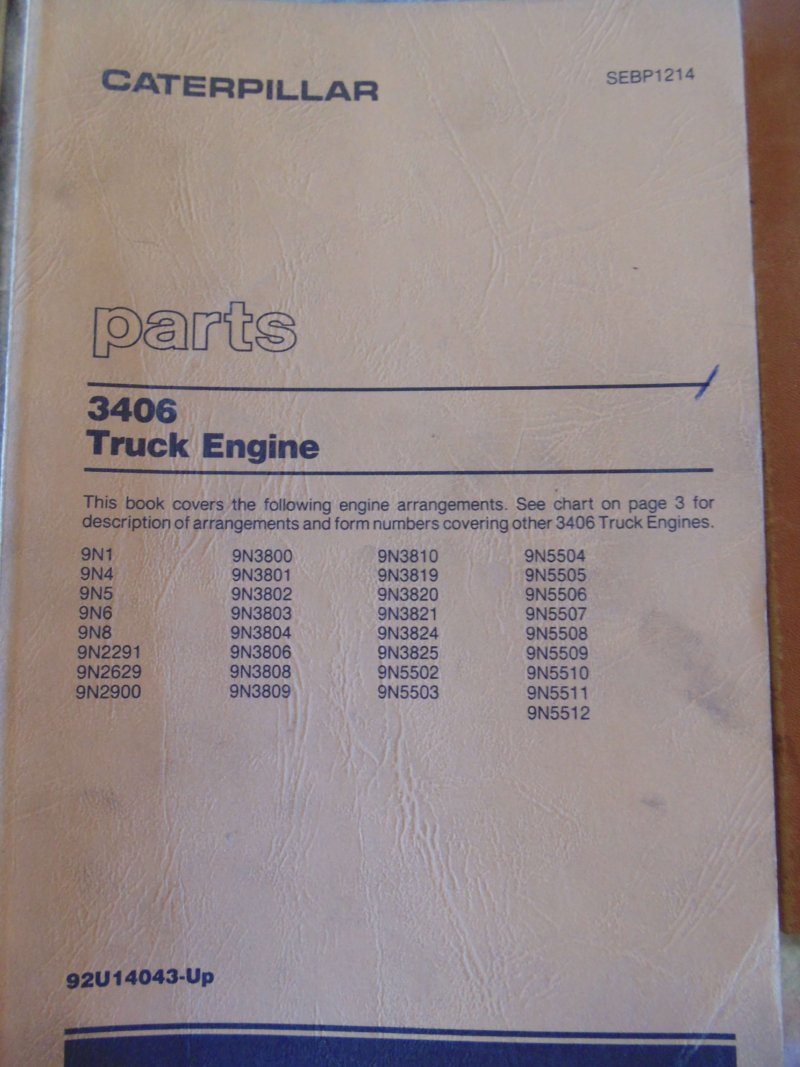 CATERPILLAR
SEBP1214
parts
3406
Truck Engine
This book covers the following engine arrangements. See chart on page 3 for
description of arrangements and form numbers covering other 3406 Truck Engines.
9N1
9N4
9N5
9N6
9N8
9N2291
9N2629
9N2900
9N3800
9N3801
9N3802
9N3803
9N3804
9N3806
9N3808
9N3809
9N3810
9N3819
9N3820
9N3821
9N3824
9N3825
9N5502
9N5503
9N5504
9N5505
9N5506
9N5507
9N5508
9N5509
9N5510
9N5511
9N5512
92U14043-Up